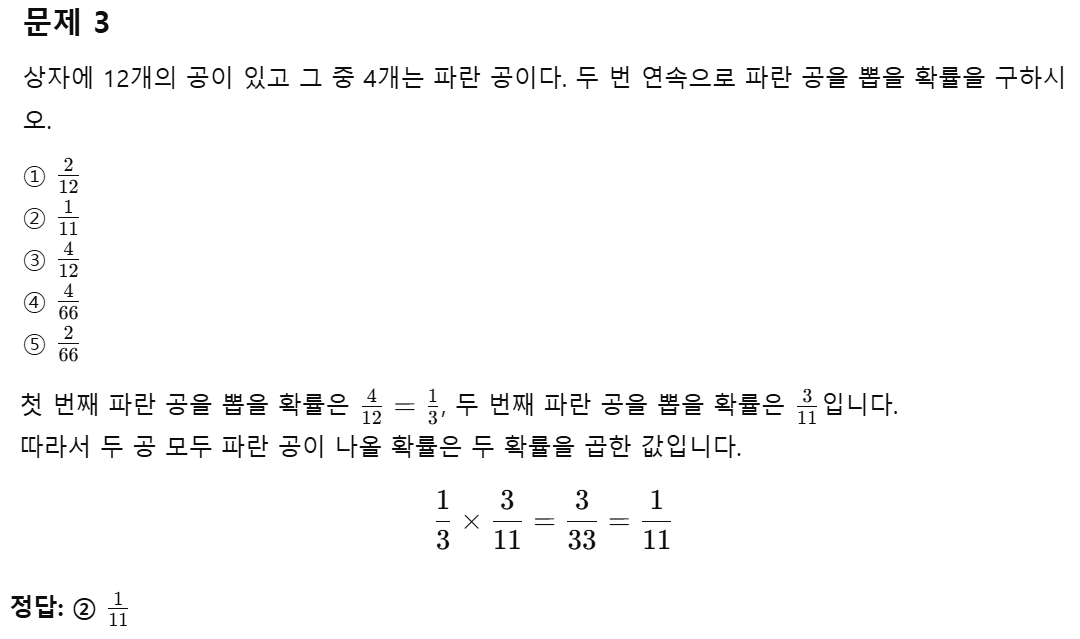 문제 3
상자에 12개의 공이 있고 그 중 4개는 파란 공이다. 두 번 연속으로 파란 공을 뽑을 확률을 구하시
오.
① 2/12
② 1/11
③ 4/12
④ 4/66
⑤ 2/66
첫 번째 파란 공을 뽑을 확률은 4/12 = 1/3, 두 번째 파란 공을 뽑을 확률은 3/11입니다.
따라서 두 공 모두 파란 공이 나올 확률은 두 확률을 곱한 값입니다.
1/3 × 3/11 = 3/33 = 1/11
정답: ② 1/11